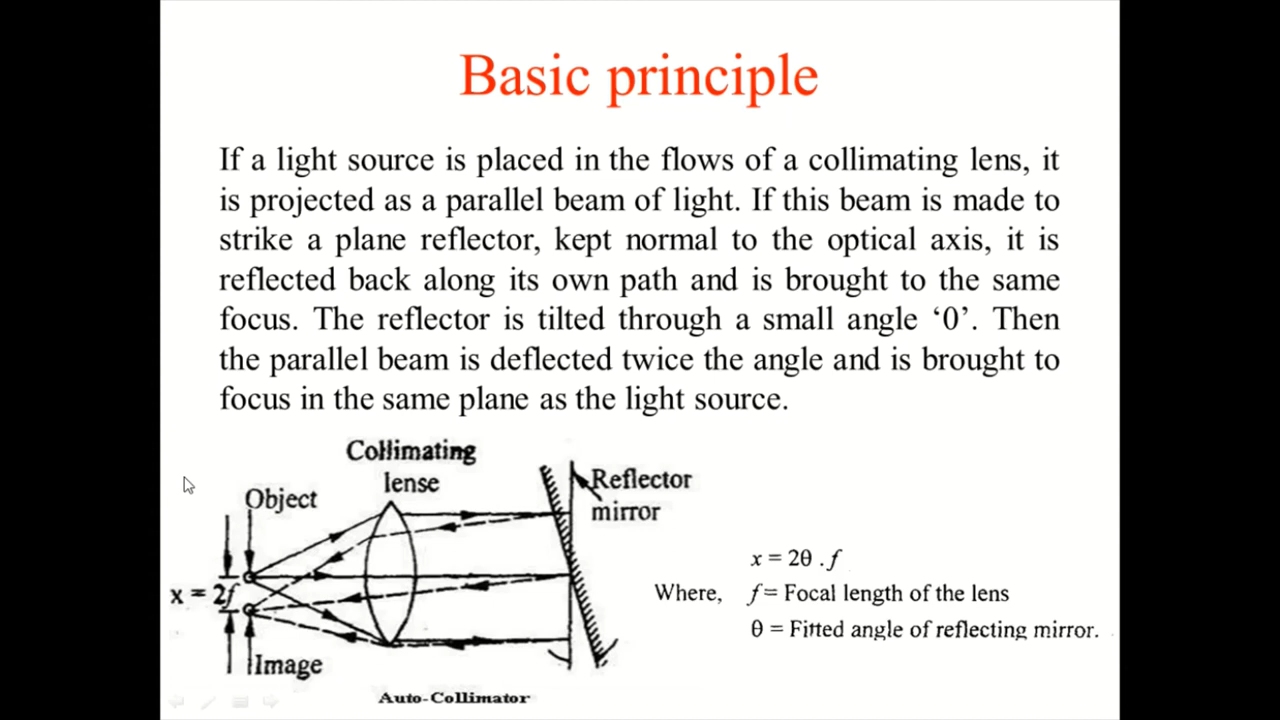 Basic principle
If a light source is placed in the flows of a collimating lens, it
is projected as a parallel beam of light. If this beam is made to
strike a plane reflector, kept normal to the optical axis, it is
reflected back along its own path and is brought to the same
focus. The reflector is tilted through a small angle ‘0’. Then
the parallel beam is deflected twice the angle and is brought to
focus in the same plane as the light source.
Collimating
lense
Object
Reflector
mirror
x = 2f
Image
Auto-Collimator
x = 2θ . f
Where, f = Focal length of the lens
θ = Fitted angle of reflecting mirror.